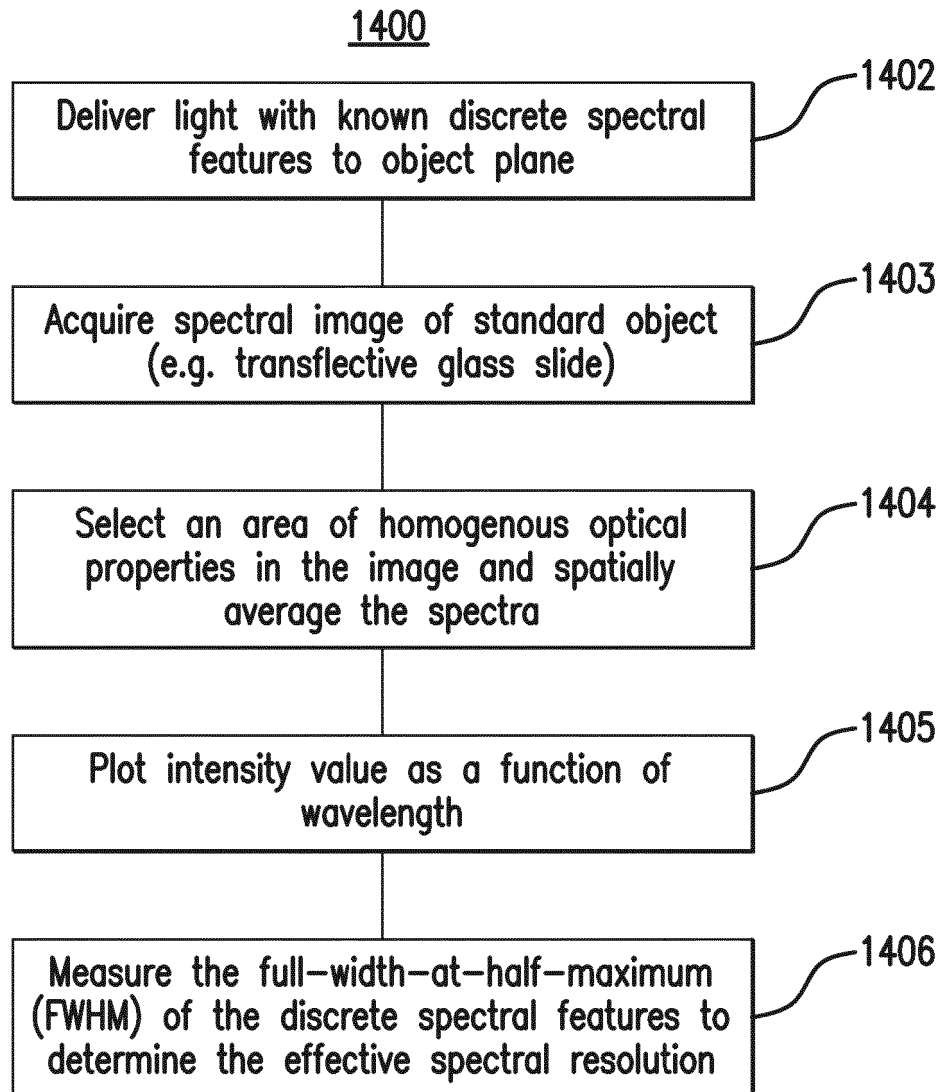 1400
1402
Deliver light with known discrete spectral
features to object plane
1403
Acquire spectral image of standard object
(e.g. transflective glass slide)
1404
Select an area of homogenous optical
properties in the image and spatially
average the spectra
1405
Plot intensity value as a function of
wavelength
1406
Measure the full-width-at-half-maximum
(FWHM) of the discrete spectral features to
determine the effective spectral resolution